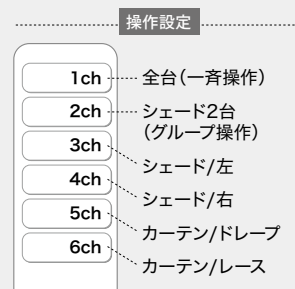 操作設定
1ch 全台(一斉操作)
2ch シェード2台
(グループ操作)
3ch シェード/左
4ch シェード/右
5ch カーテン/ドレープ
6ch カーテン/レース